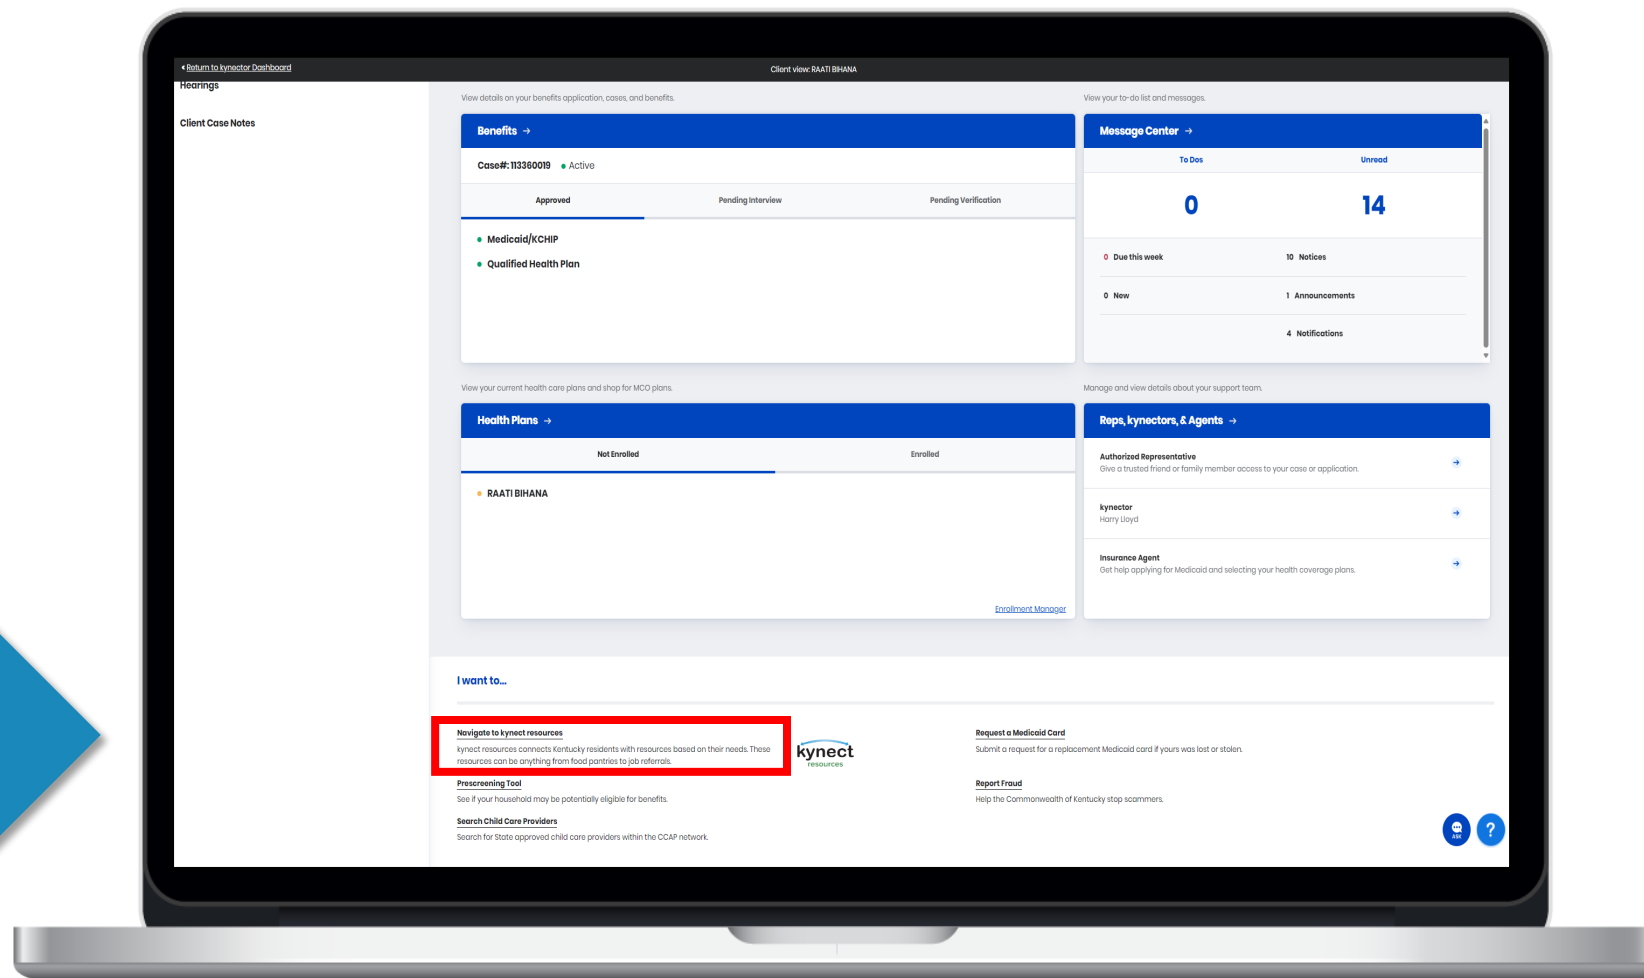 Return to kynector Dashboard
Client view: RAATI BIHANA
Hearings
Client Case Notes
View details on your benefits application, cases, and benefits.
Benefits →
Case#: 113360019 ● Active
Approved Pending Interview Pending Verification
Medicaid/KCHIP
Qualified Health Plan
View your to-do list and messages.
Message Center →
To Dos Unread
0 14
0 Due this week 10 Notices
0 New 1 Announcements
4 Notifications
View your current health care plans and shop for MCO plans.
Health Plans →
Not Enrolled Enrolled
RAATI BIHANA
Enrollment Manager
Manage and view details about your support team.
Reps, kynectors, & Agents →
Authorized Representative
Give a trusted friend or family member access to your case or application.
kynector
Harry Lloyd
Insurance Agent
Get help applying for Medicaid and selecting your health coverage plans.
I want to...
Navigate to kynect resources
kynect resources connects Kentucky residents with resources based on their needs. These
resources can be anything from food pantries to job referrals.
kynect
resources
Prescreening Tool
See if your household may be potentially eligible for benefits.
Search Child Care Providers
Search for State approved child care providers within the CCAP network.
Request a Medicaid Card
Submit a request for a replacement Medicaid card if yours was lost or stolen.
Report Fraud
Help the Commonwealth of Kentucky stop scammers.
ASK
?